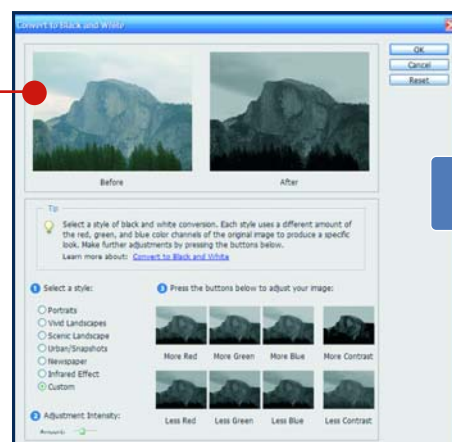 Convert to Black and White
OK
Cancel
Reset
Before
After
Tip
Select a style of black and white conversion. Each style uses a different amount of
the red, green, and blue color channels of the original image to produce a specific
look. Make further adjustments by pressing the buttons below.
Learn more about: Convert to Black and White
1 Select a style:
Portraits
Vivid Landscapes
Scenic Landscape
Urban/Snapshots
Newspaper
Infrared Effect
Custom
2 Adjustment Intensity:
Amount:
3 Press the buttons below to adjust your image:
More Red More Green More Blue More Contrast
Less Red Less Green Less Blue Less Contrast